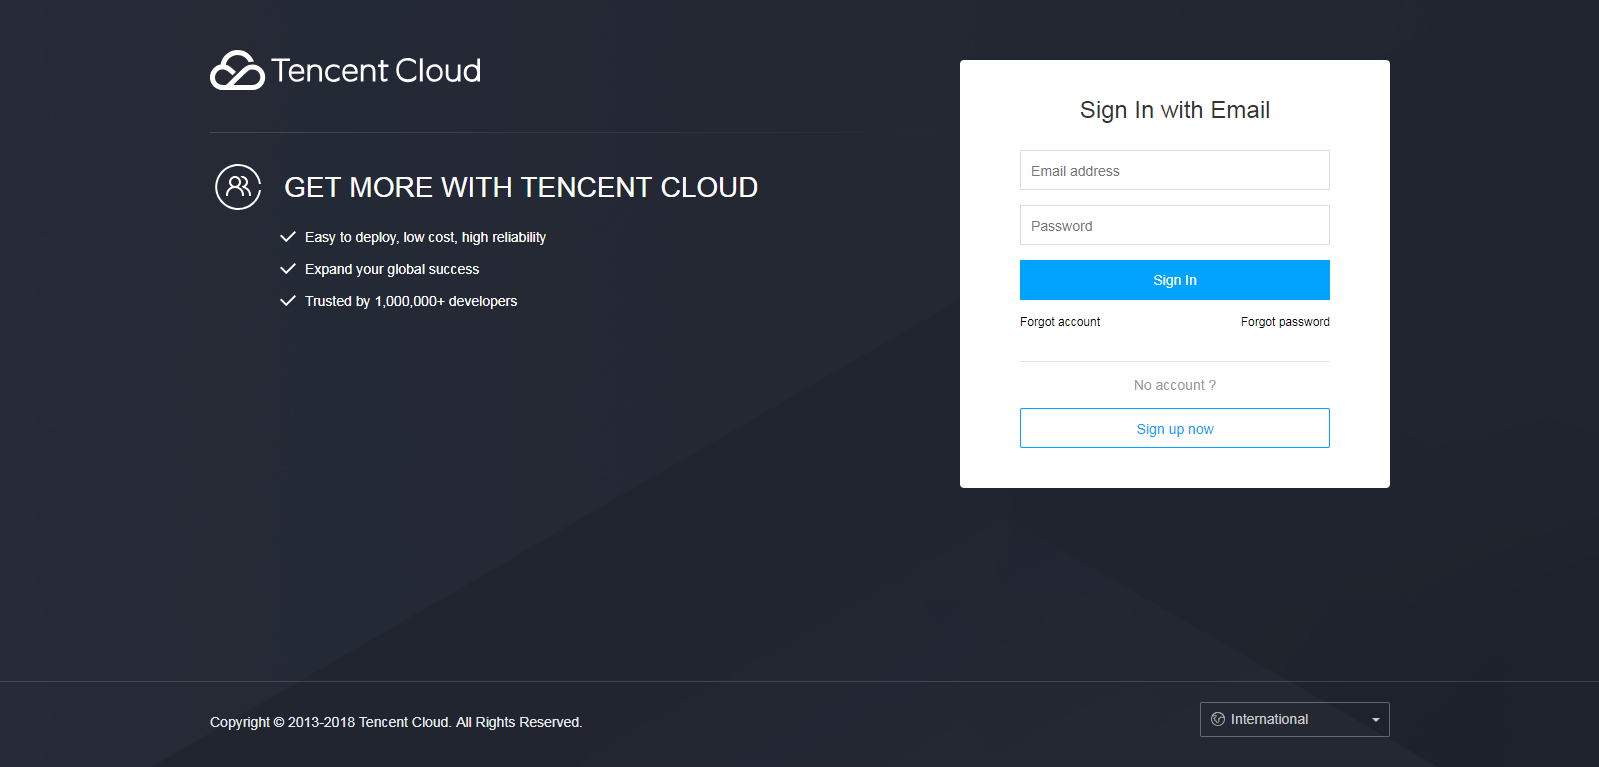 Tencent Cloud
GET MORE WITH TENCENT CLOUD
Easy to deploy, low cost, high reliability
Expand your global success
Trusted by 1,000,000+ developers
Sign In with Email
Email address
Password
Sign In
Forgot account
Forgot password
No account ?
Sign up now
Copyright © 2013-2018 Tencent Cloud. All Rights Reserved.
International